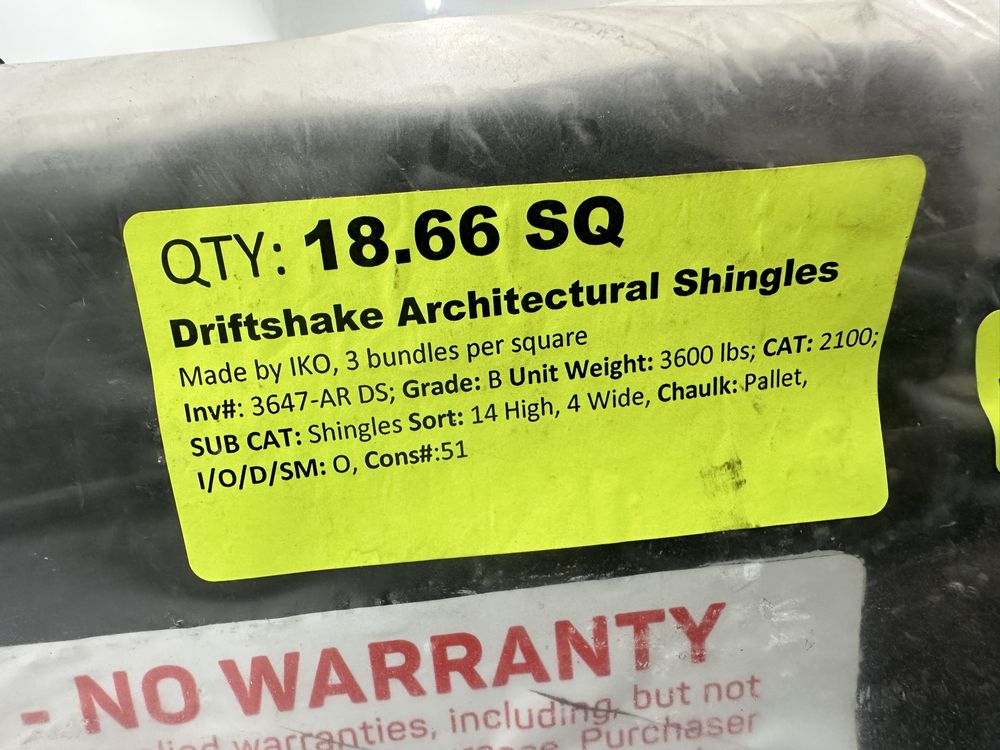 QTY: 18.66 SQ
Driftshake Architectural Shingles
Made by IKO, 3 bundles per square
Inv#: 3647-AR DS; Grade: B Unit Weight: 3600 lbs; CAT: 2100;
SUB CAT: Shingles Sort: 14 High, 4 Wide, Chaulk: Pallet,
I/O/D/SM: O, Cons#:51
- NO WARRANTY
warranties, including, but not
Purchaser